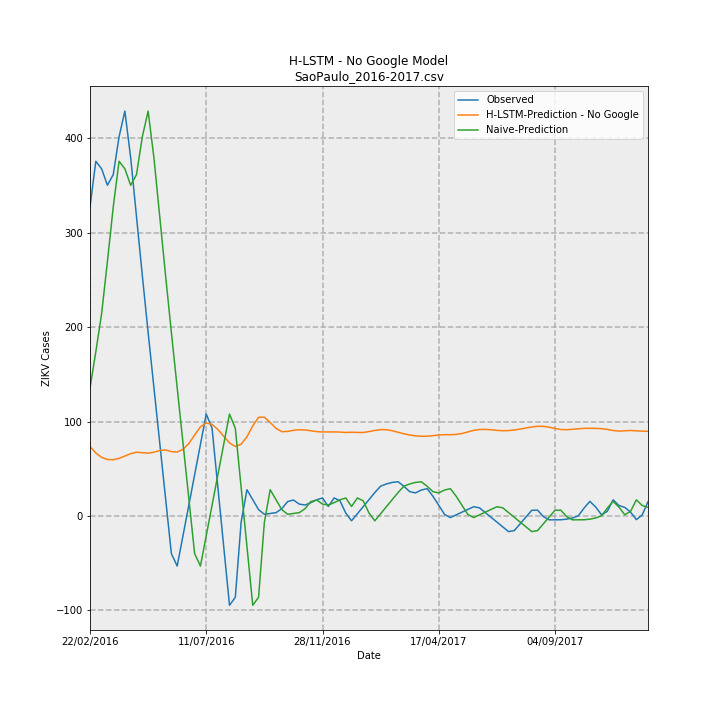 H-LSTM - No Google Model
SaoPaulo_2016-2017.csv
Observed
H-LSTM-Prediction - No Google
Naive-Prediction
ZIKV Cases
400
300
200
100
0
−100
22/02/2016
11/07/2016
28/11/2016
17/04/2017
04/09/2017
Date